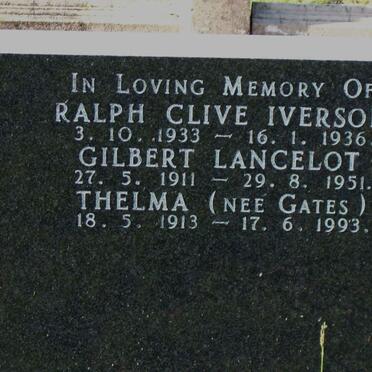 IN LOVING MEMORY OF
RALPH CLIVE IVERSO
3. 10. 1933 — 16. 1. 1936
GILBERT LANCELOT
27. 5. 1911 — 29. 8. 1951.
THELMA (NEE GATES)
18. 5. 1913 — 17. 6. 1993.